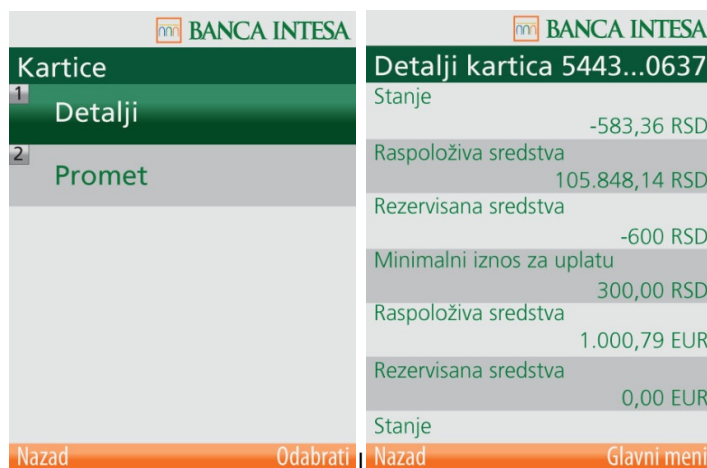 BANCA INTESA
Kartice
1
Detalji
2
Promet
Nazad Odabrati
BANCA INTESA
Detalji kartica 5443...0637
Stanje
-583,36 RSD
Raspoloživa sredstva
105.848,14 RSD
Rezervisana sredstva
-600 RSD
Minimalni iznos za uplatu
300,00 RSD
Raspoloživa sredstva
1.000,79 EUR
Rezervisana sredstva
0,00 EUR
Stanje
Nazad Glavni meni